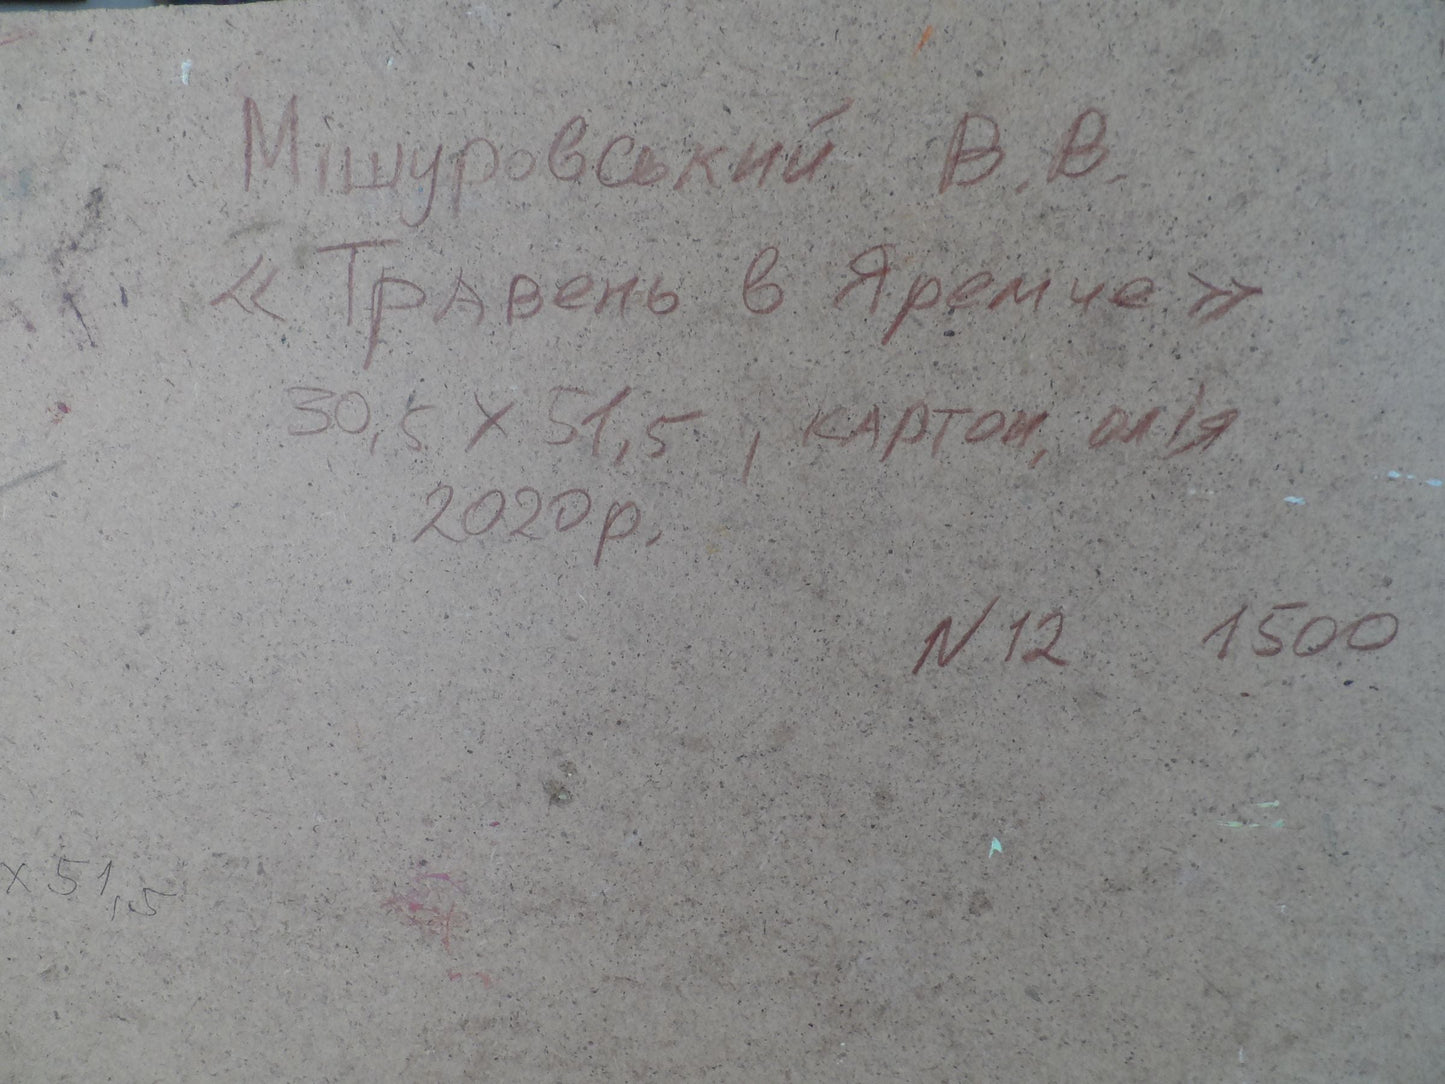 Мішуровський В.В.
«Травень в Яремче»
30,5 х 51,5, картон, олія
2020р.
N 12 1500
х 51,5